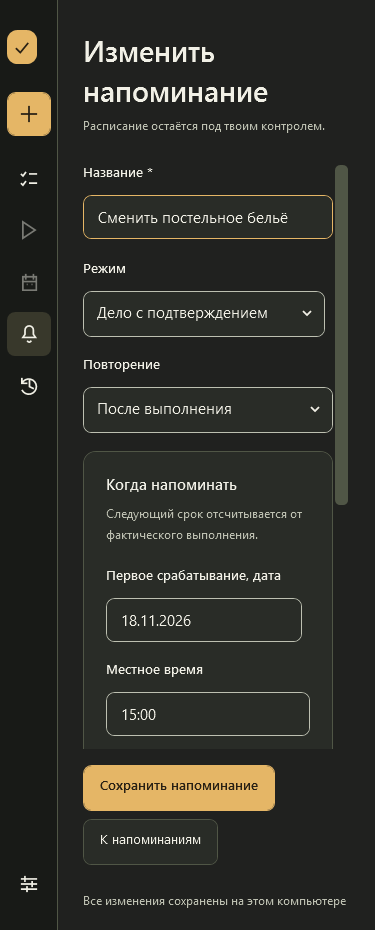 Изменить
напоминание
Расписание остаётся под твоим контролем.
Название *
Сменить постельное бельё
Режим
Дело с подтверждением
Повторение
После выполнения
Когда напоминать
Следующий срок отсчитывается от
фактического выполнения.
Первое срабатывание, дата
18.11.2026
Местное время
15:00
Сохранить напоминание
К напоминаниям
Все изменения сохранены на этом компьютере